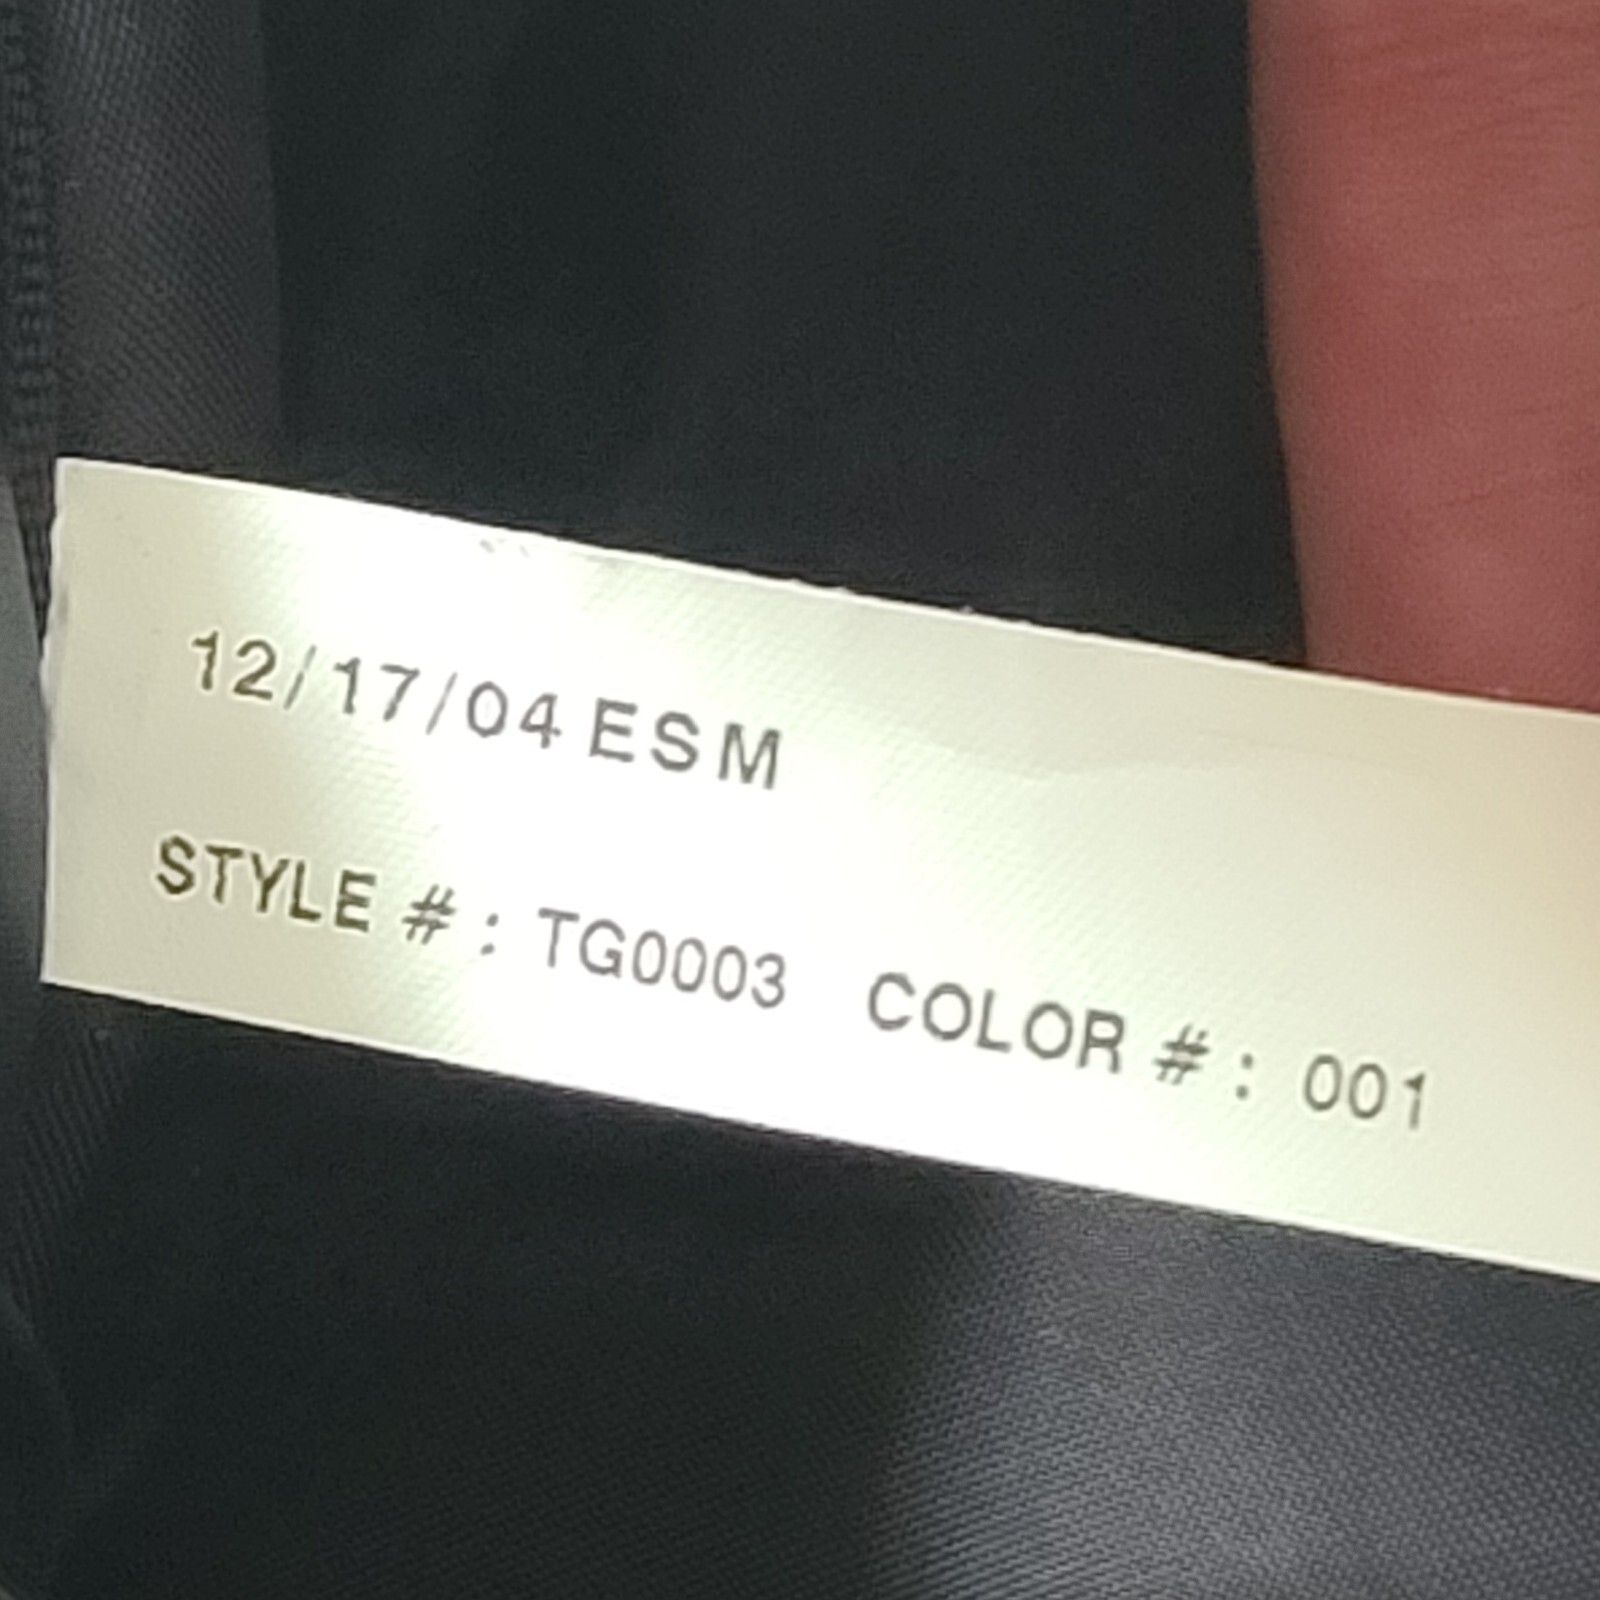 12/17/04 ESM
STYLE # : TG0003 COLOR # : 001